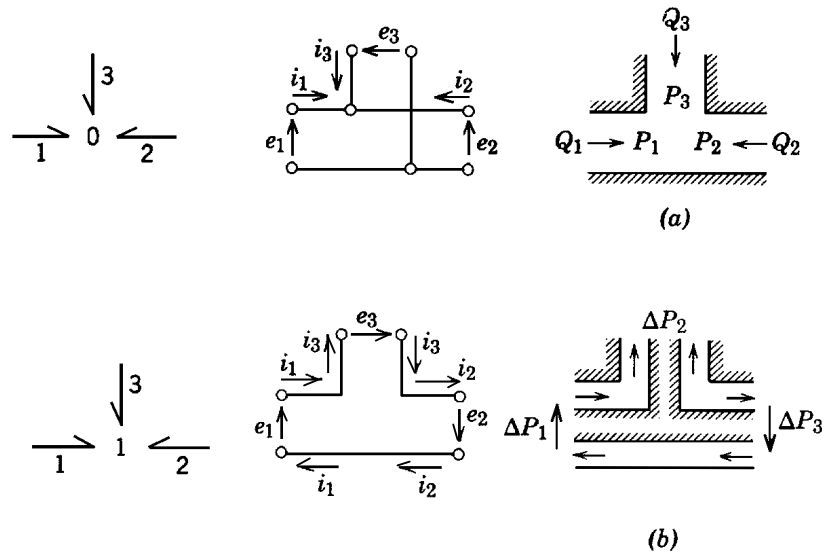 Q₃
3
e₃
i₃
i₁
i₂
P₃
0
1
2
e₁
e₂
Q₁
P₁
P₂
Q₂
(a)
e₃
ΔP₂
i₃
i₃
i₁
i₂
3
e₁
e₂
ΔP₁
ΔP₃
1
1
2
i₁
i₂
(b)